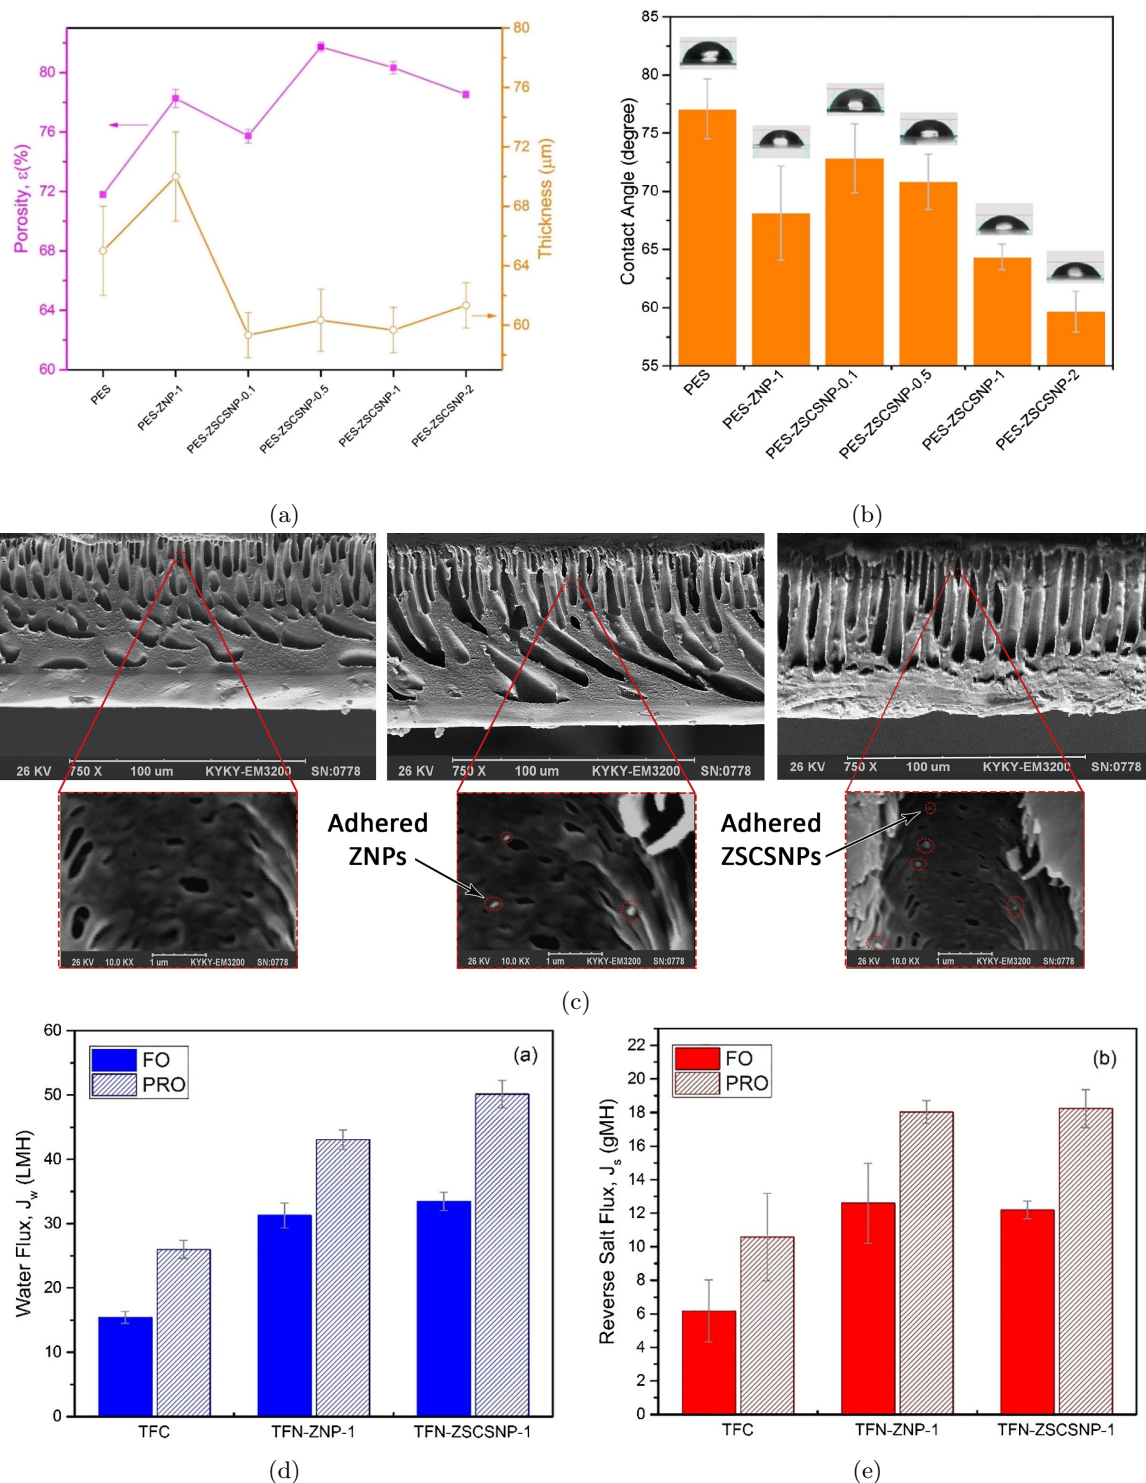 80
80
76
76
72
72
68
68
64
64
60
60
Porosity, ε(%)
Thickness (μm)
PES
PES-ZNP-1
PES-ZSCSNP-0.1
PES-ZSCSNP-0.5
PES-ZSCSNP-1
PES-ZSCSNP-2
(a)
85
80
75
70
65
60
55
Contact Angle (degree)
PES
PES-ZNP-1
PES-ZSCSNP-0.1
PES-ZSCSNP-0.5
PES-ZSCSNP-1
PES-ZSCSNP-2
(b)
26 KV 750 X 100 um KYKY-EM3200 SN:0778
26 KV 750 X 100 um KYKY-EM3200 SN:0778
26 KV 750 X 100 um KYKY-EM3200 SN:0778
Adhered
ZNPs
Adhered
ZSCSNPs
26 KV 10.0 KX 1 um KYKY-EM3200 SN:0778
26 KV 10.0 KX 1 um KYKY-EM3200 SN:0778
26 KV 10.0 KX 1 um KYKY-EM3200 SN:0778
(c)
60
50
40
30
20
10
0
Water Flux, Jw (LMH)
FO
PRO
(a)
TFC
TFN-ZNP-1
TFN-ZSCSNP-1
(d)
22
20
18
16
14
12
10
8
6
4
2
0
Reverse Salt Flux, Js (gMH)
FO
PRO
(b)
TFC
TFN-ZNP-1
TFN-ZSCSNP-1
(e)